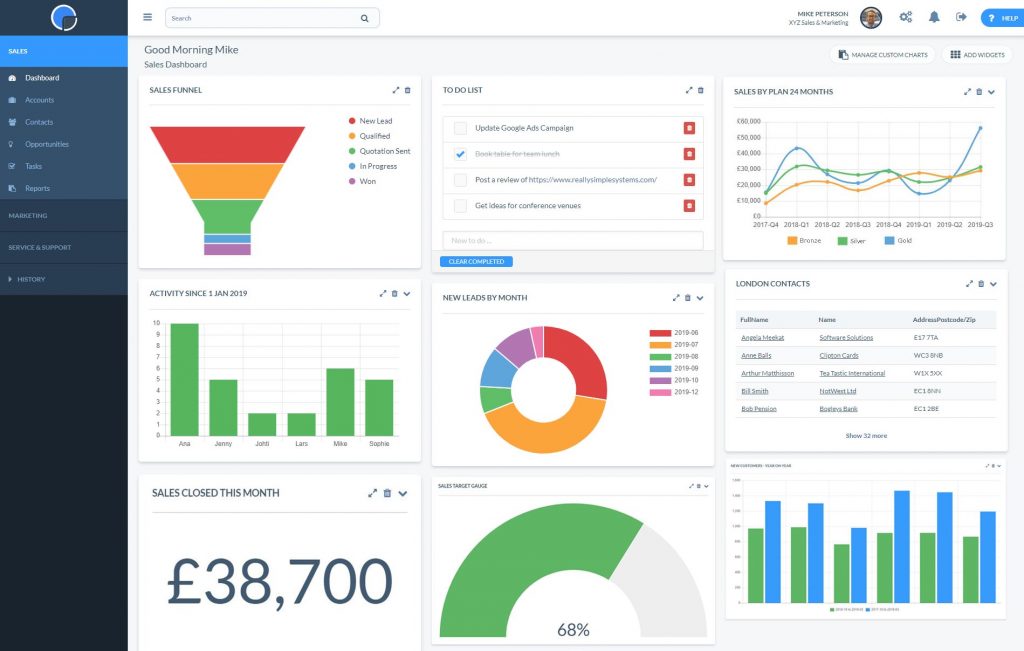 Search
MIKE PETERSON
XYZ Sales & Marketing
HELP
SALES
Dashboard
Accounts
Contacts
Opportunities
Tasks
Reports
MARKETING
SERVICE & SUPPORT
HISTORY
Good Morning Mike
Sales Dashboard
MANAGE CUSTOM CHARTS
ADD WIDGETS
SALES FUNNEL
New Lead
Qualified
Quotation Sent
In Progress
Won
TO DO LIST
Update Google Ads Campaign
Book table for team lunch
Post a review of https://www.reallysimplesystems.com/
Get ideas for conference venues
New to do ...
CLEAR COMPLETED
SALES BY PLAN 24 MONTHS
£60,000
£50,000
£40,000
£30,000
£20,000
£10,000
£0
2017-Q4 2018-Q1 2018-Q2 2018-Q3 2018-Q4 2019-Q1 2019-Q2 2019-Q3
Bronze Silver Gold
ACTIVITY SINCE 1 JAN 2019
10
9
8
7
6
5
4
3
2
1
0
Ana Jenny Johti Lars Mike Sophie
NEW LEADS BY MONTH
2019-06
2019-07
2019-08
2019-09
2019-10
2019-12
LONDON CONTACTS
FullName Name AddressPostcode/Zip
Angela Meekat Software Solutions E17 7TA
Anne Balls Clipton Cards WC3 8NB
Arthur Matthisson Tea Tastic International W1X 5XX
Bill Smith NotWest Ltd EC1 6NN
Bob Pension Bogleys Bank EC1 2BE
Show 32 more
SALES CLOSED THIS MONTH
£38,700
SALES TARGET GAUGE
68%
NEW CUSTOMERS - YEAR ON YEAR